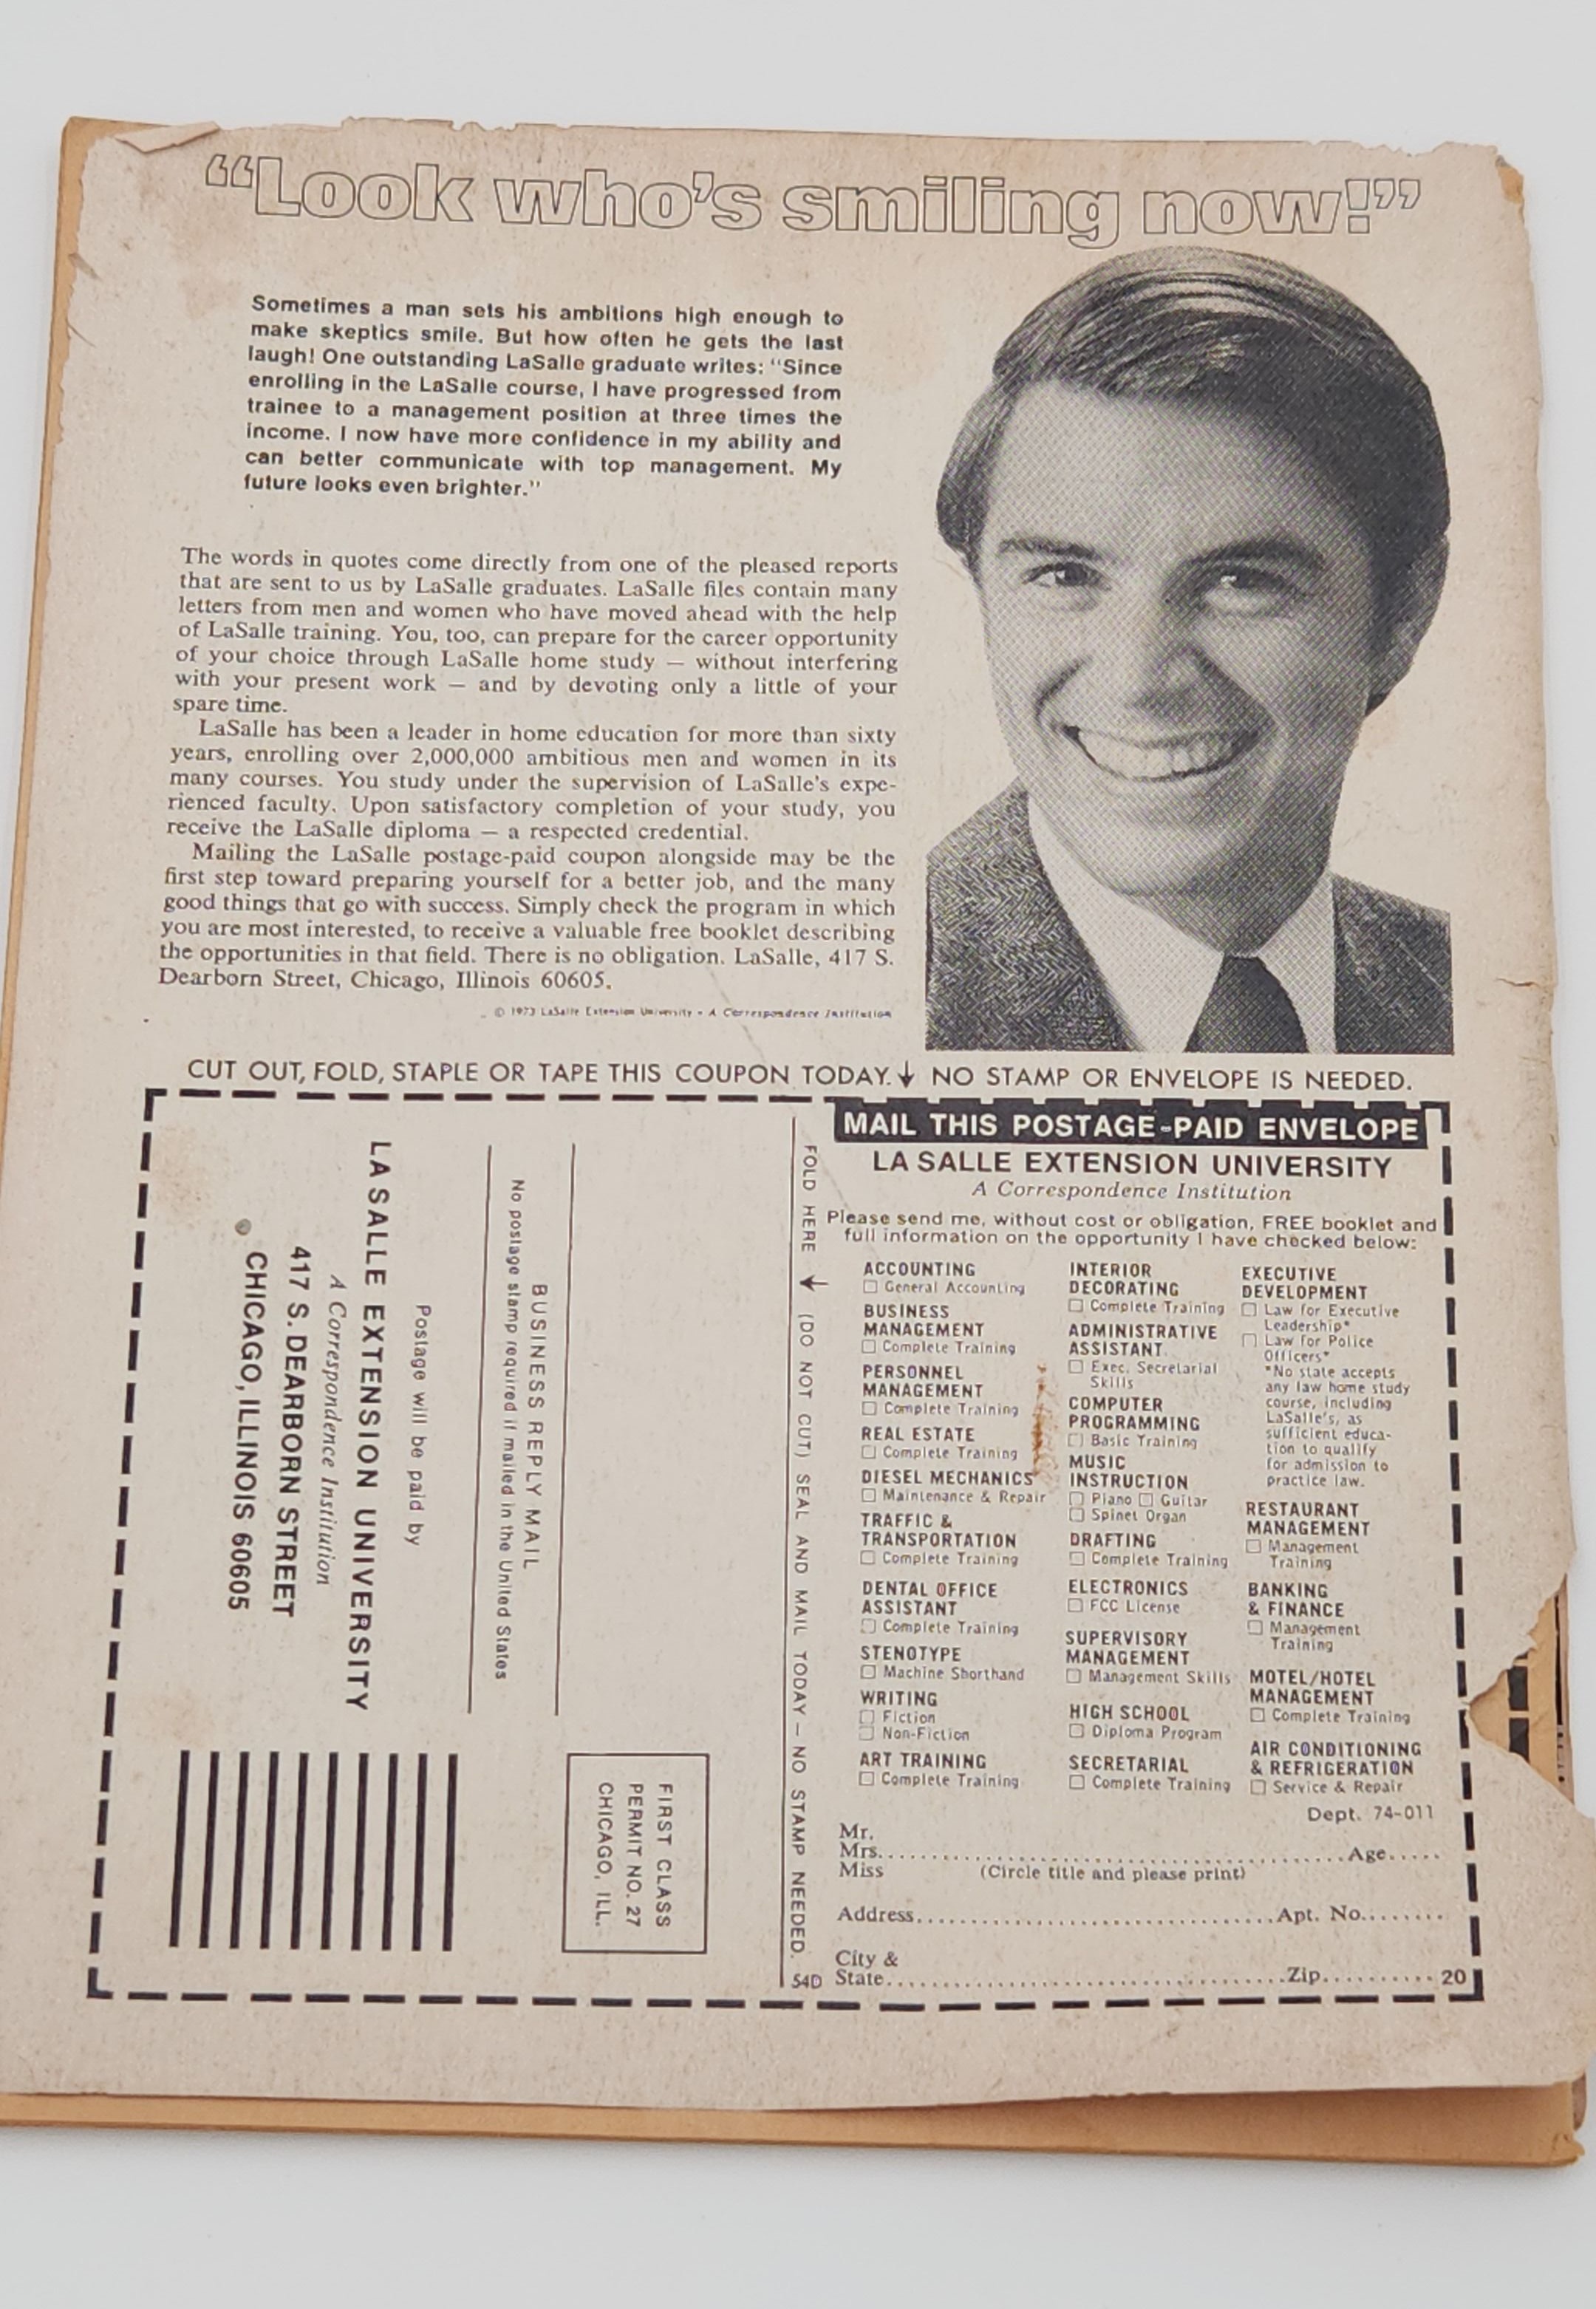 “Look who's smiling now!”
Sometimes a man sets his ambitions high enough to
make skeptics smile. But how often he gets the last
laugh! One outstanding LaSalle graduate writes: “Since
enrolling in the LaSalle course, I have progressed from
trainee to a management position at three times the
income. I now have more confidence in my ability and
can better communicate with top management. My
future looks even brighter.”
The words in quotes come directly from one of the pleased reports
that are sent to us by LaSalle graduates. LaSalle files contain many
letters from men and women who have moved ahead with the help
of LaSalle training. You, too, can prepare for the career opportunity
of your choice through LaSalle home study — without interfering
with your present work — and by devoting only a little of your
spare time.
LaSalle has been a leader in home education for more than sixty
years, enrolling over 2,000,000 ambitious men and women in its
many courses. You study under the supervision of LaSalle's expe-
rienced faculty. Upon satisfactory completion of your study, you
receive the LaSalle diploma — a respected credential.
Mailing the LaSalle postage-paid coupon alongside may be the
first step toward preparing yourself for a better job, and the many
good things that go with success. Simply check the program in which
you are most interested, to receive a valuable free booklet describing
the opportunities in that field. There is no obligation. LaSalle, 417 S.
Dearborn Street, Chicago, Illinois 60605.
© 1973 LaSalle Extension University • A Correspondence Institution
CUT OUT, FOLD, STAPLE OR TAPE THIS COUPON TODAY. ↓ NO STAMP OR ENVELOPE IS NEEDED.
FIRST CLASS
PERMIT NO. 27
CHICAGO, ILL.
BUSINESS REPLY MAIL
No postage stamp required if mailed in the United States
Postage will be paid by
LA SALLE EXTENSION UNIVERSITY
A Correspondence Institution
417 S. DEARBORN STREET
CHICAGO, ILLINOIS 60605
FOLD HERE → (DO NOT CUT) SEAL AND MAIL TODAY — NO STAMP NEEDED.
54D
MAIL THIS POSTAGE-PAID ENVELOPE
LA SALLE EXTENSION UNIVERSITY
A Correspondence Institution
Please send me, without cost or obligation, FREE booklet and
full information on the opportunity I have checked below:
ACCOUNTING
☐ General Accounting
BUSINESS
MANAGEMENT
☐ Complete Training
PERSONNEL
MANAGEMENT
☐ Complete Training
REAL ESTATE
☐ Complete Training
DIESEL MECHANICS
☐ Maintenance & Repair
TRAFFIC &
TRANSPORTATION
☐ Complete Training
DENTAL OFFICE
ASSISTANT
☐ Complete Training
STENOTYPE
☐ Machine Shorthand
WRITING
☐ Fiction
☐ Non-Fiction
ART TRAINING
☐ Complete Training
INTERIOR
DECORATING
☐ Complete Training
ADMINISTRATIVE
ASSISTANT
☐ Exec. Secretarial
Skills
COMPUTER
PROGRAMMING
☐ Basic Training
MUSIC
INSTRUCTION
☐ Piano ☐ Guitar
☐ Spinet Organ
DRAFTING
☐ Complete Training
ELECTRONICS
☐ FCC License
SUPERVISORY
MANAGEMENT
☐ Management Skills
HIGH SCHOOL
☐ Diploma Program
SECRETARIAL
☐ Complete Training
EXECUTIVE
DEVELOPMENT
☐ Law for Executive
Leadership*
☐ Law for Police
Officers*
*No state accepts
any law home study
course, including
LaSalle's, as
sufficient educa-
tion to qualify
for admission to
practice law.
RESTAURANT
MANAGEMENT
☐ Management
Training
BANKING
& FINANCE
☐ Management
Training
MOTEL/HOTEL
MANAGEMENT
☐ Complete Training
AIR CONDITIONING
& REFRIGERATION
☐ Service & Repair
Dept. 74-011
Mr.
Mrs. Age
Miss (Circle title and please print)
Address Apt. No.
City &
State Zip 20